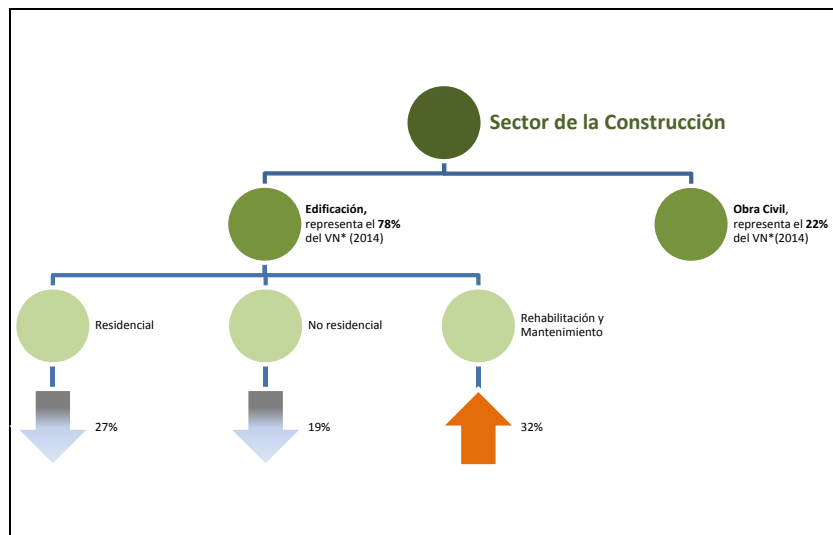 Sector de la Construcción
Edificación,
representa el 78%
del VN* (2014)
Obra Civil,
representa el 22%
del VN*(2014)
Residencial
No residencial
Rehabilitación y
Mantenimiento
27%
19%
32%